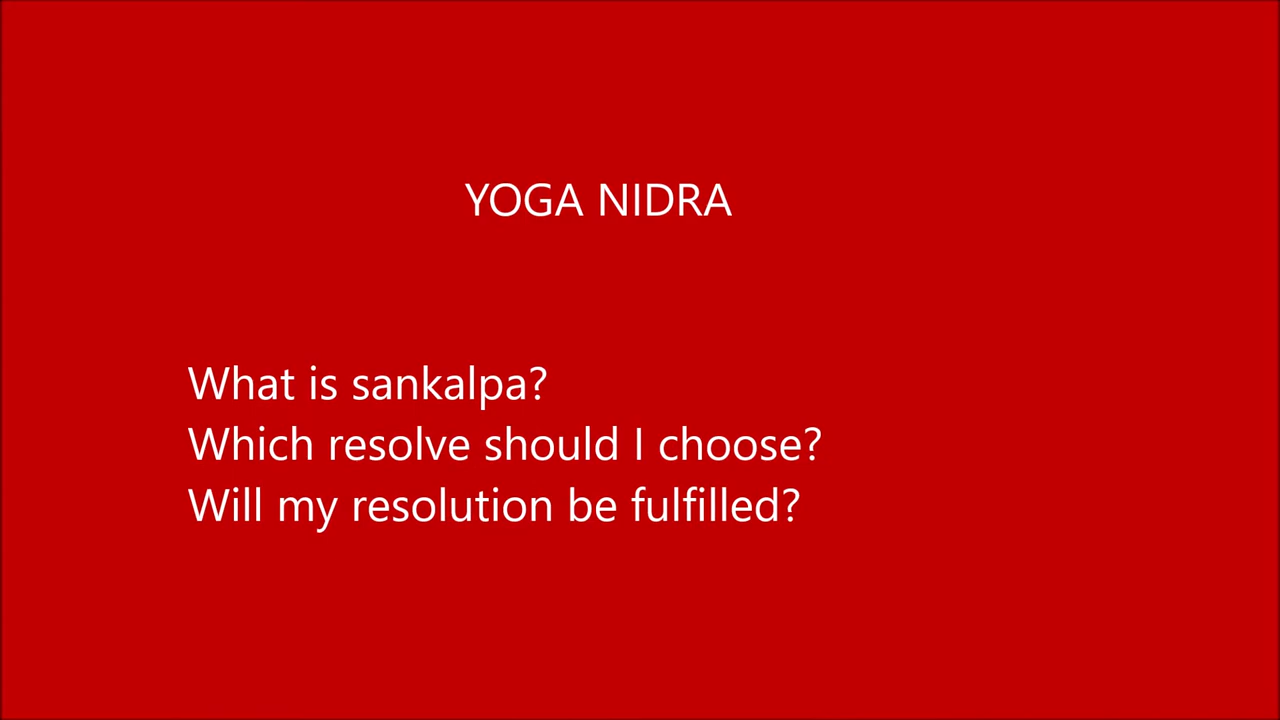 YOGA NIDRA
What is sankalpa?
Which resolve should I choose?
Will my resolution be fulfilled?